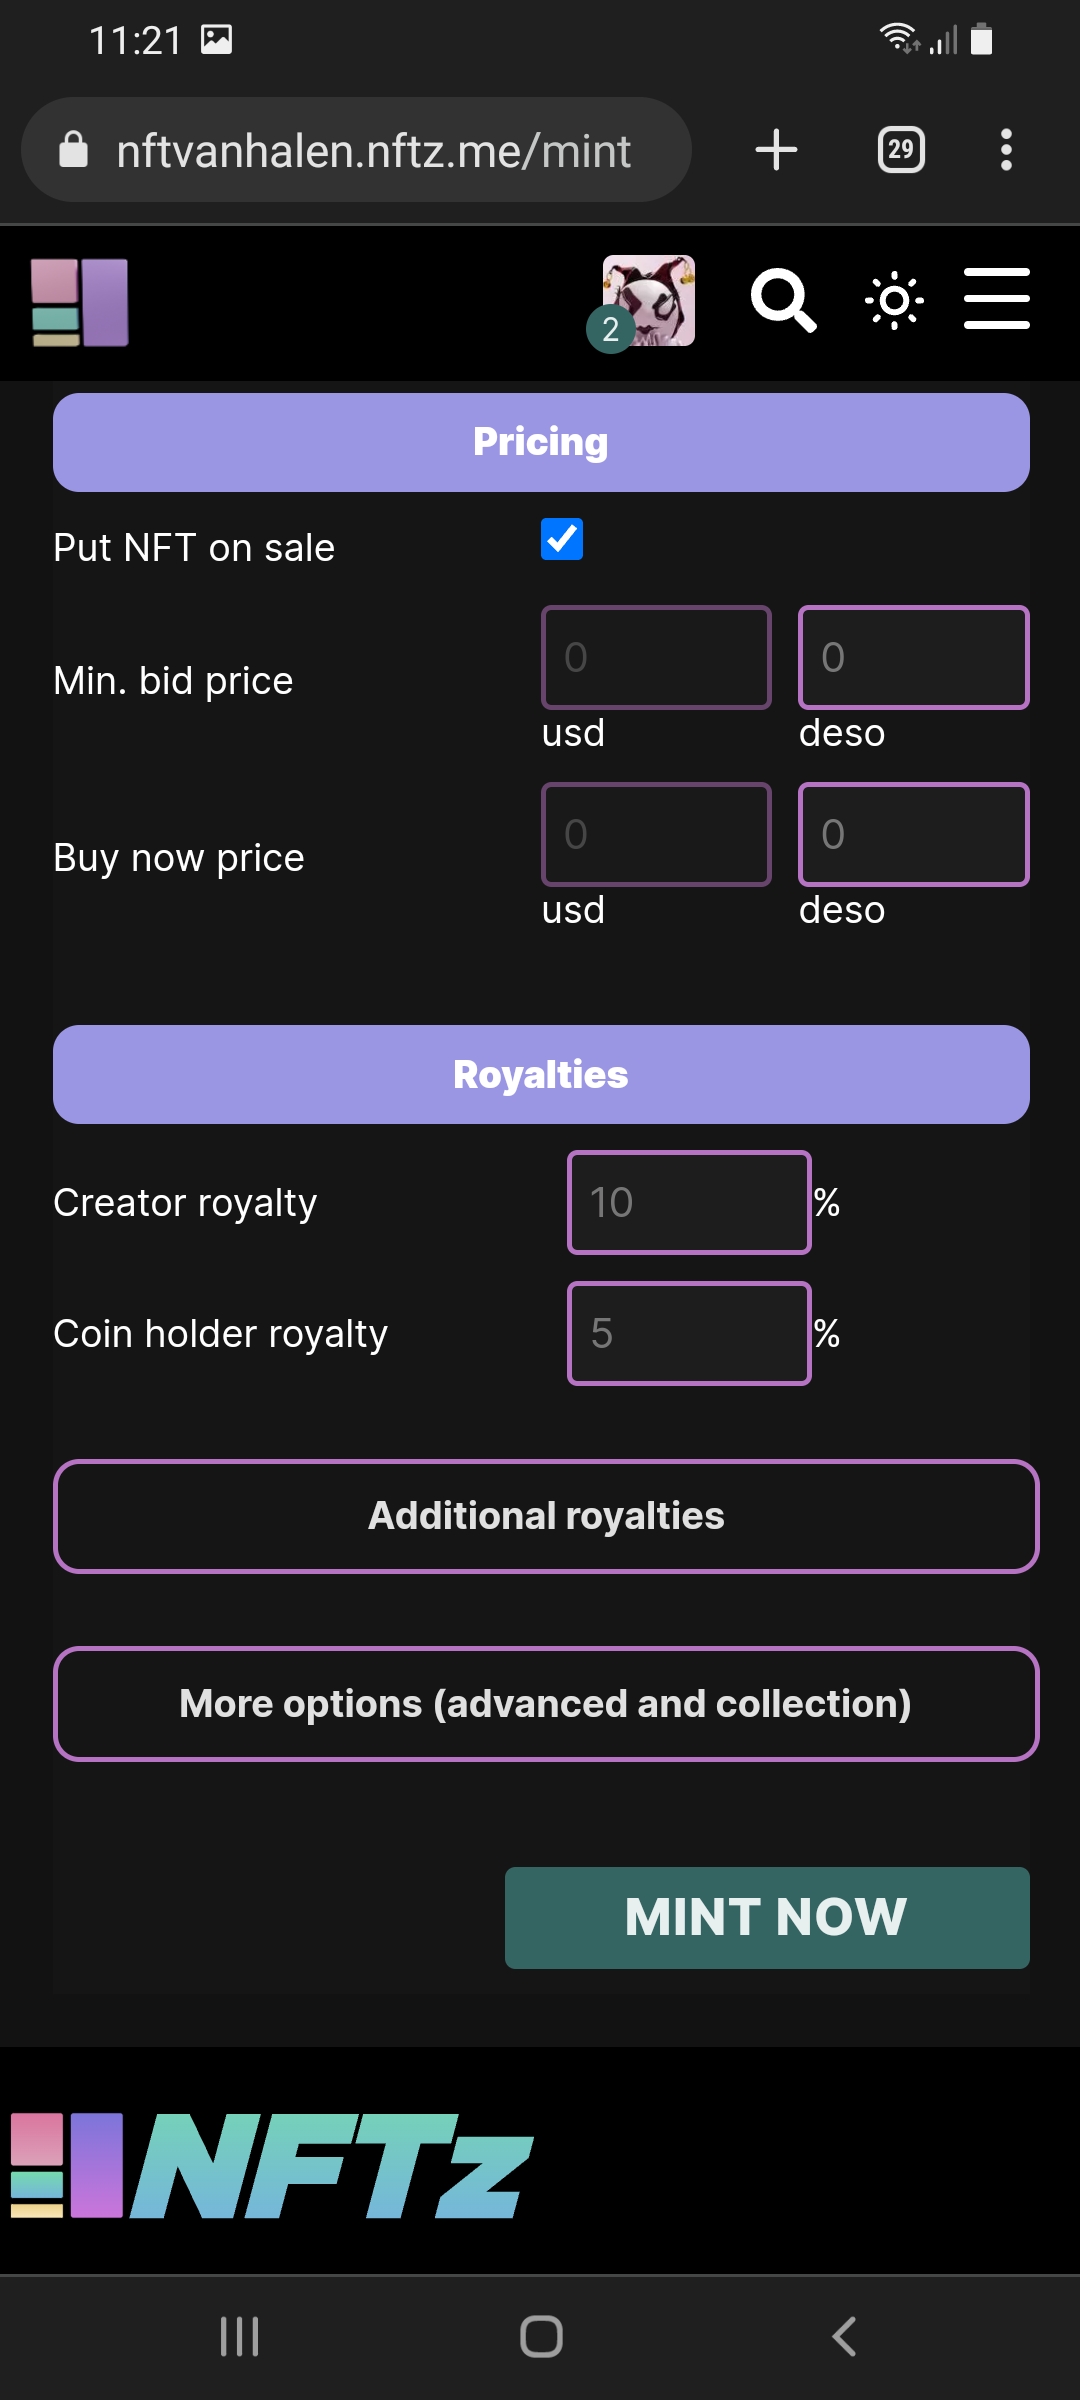 11:21
nftvanhalen.nftz.me/mint
29
2
Pricing
Put NFT on sale
Min. bid price
0
0
usd
deso
Buy now price
0
0
usd
deso
Royalties
Creator royalty
10
%
Coin holder royalty
5
%
Additional royalties
More options (advanced and collection)
MINT NOW
NFTz